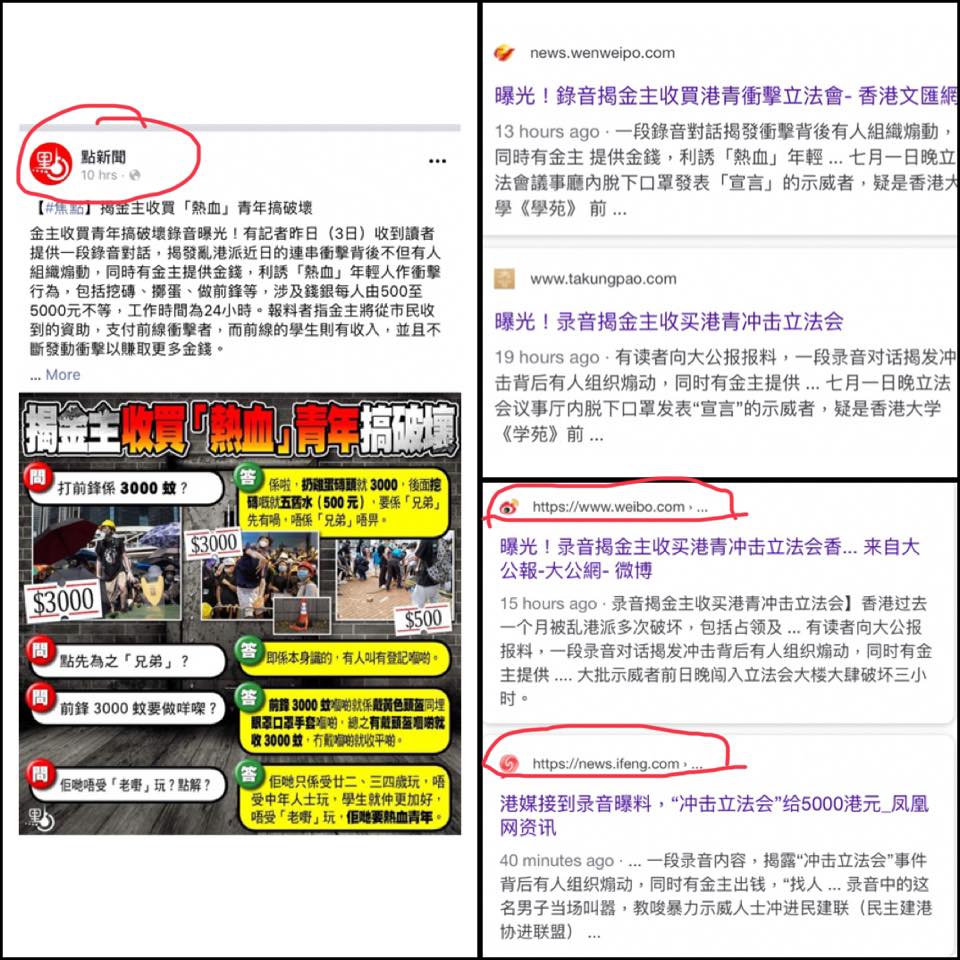 點新聞
10 hrs ·
【#焦點】揭金主收買「熱血」青年搞破壞
金主收買青年搞破壞錄音曝光！有記者昨日（3日）收到讀者
提供一段錄音對話，揭發亂港派近日的連串衝擊背後不但有人
組織煽動，同時有金主提供金錢，利誘「熱血」年輕人作衝擊
行為，包括挖磚、擲蛋、做前鋒等，涉及錢銀每人由500至
5000元不等，工作時間為24小時。報料者指金主將從市民收
到的資助，支付前線衝擊者，而前線的學生則有收入，並且不
斷發動衝擊以賺取更多金錢。
... More
揭金主收買「熱血」青年搞破壞
問
打前鋒係 3000 蚊？
答
係啦，扔雞蛋磚頭就 3000，後面挖
磚嘅就五舊水（500 元），要係「兄弟」
先有喎，唔係「兄弟」唔畀。
$3000
$3000
$500
問
點先為之「兄弟」？
答
即係本身識的，有人叫有登記嗰啲。
問
前鋒 3000 蚊要做咩㗎？
答
前鋒 3000 蚊嗰啲就係戴黃色頭盔同埋
眼罩口罩手套嗰啲，總之有戴頭盔嗰啲就
收 3000 蚊，冇戴嗰啲就收平啲。
問
佢哋唔受「老嘢」玩？點解？
答
佢哋只係受廿二、三四歲玩，唔
受中年人士玩，學生就仲更加好，
唔受「老嘢」玩，佢哋要熱血青年。
點
news.wenweipo.com
曝光！錄音揭金主收買港青衝擊立法會- 香港文匯網
13 hours ago · 一段錄音對話揭發衝擊背後有人組織煽動，
同時有金主 提供金錢，利誘「熱血」年輕 ... 七月一日晚立
法會議事廳內脫下口罩發表「宣言」的示威者，疑是香港大
學《學苑》 前 ...
www.takungpao.com
曝光！录音揭金主收买港青冲击立法会
19 hours ago · 有读者向大公报报料，一段录音对话揭发冲
击背后有人组织煽动，同时有金主提供 ... 七月一日晚立法
会议事厅内脱下口罩发表“宣言”的示威者，疑是香港大学
《学苑》前 ...
https://www.weibo.com › ...
曝光！录音揭金主收买港青冲击立法会香... 来自大
公報-大公網- 微博
15 hours ago · 录音揭金主收买港青冲击立法会】香港过去
一个月被乱港派多次破坏，包括占领及 ... 有读者向大公报
报料，一段录音对话揭发冲击背后有人组织煽动，同时有金
主提供 .... 大批示威者前日晚闯入立法会大楼大肆破坏三小
时。
https://news.ifeng.com › ...
港媒接到录音曝料，“冲击立法会”给5000港元_凤凰
网资讯
40 minutes ago · ... 一段录音内容，揭露“冲击立法会”事件
背后有人组织煽动，同时有金主出钱，“找人 ... 录音中的这
名男子当场叫嚣，教唆暴力示威人士冲进民建联（民主建港
协进联盟） ...